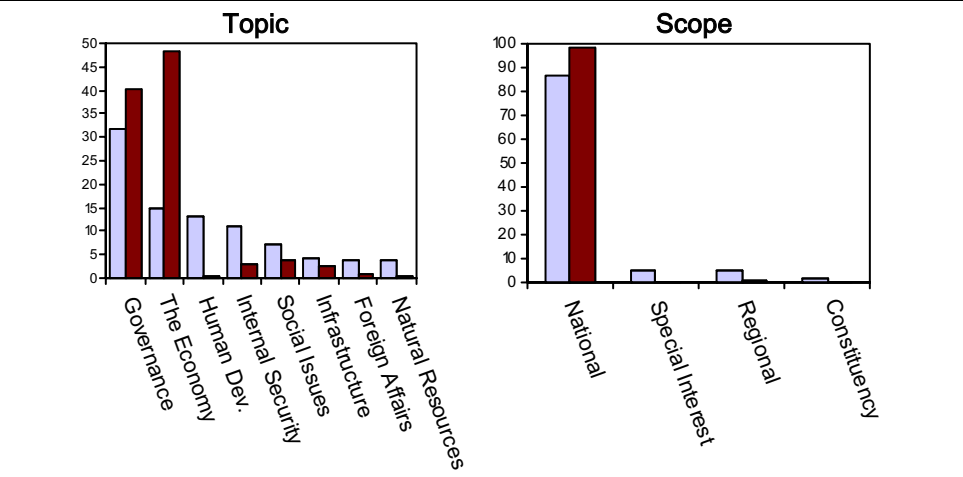 Topic
50
45
40
35
30
25
20
15
10
5
0
Governance
The Economy
Human Dev.
Internal Security
Social Issues
Infrastructure
Foreign Affairs
Natural Resources
Scope
100
90
80
70
60
50
40
30
20
10
0
National
Special Interest
Regional
Constituency